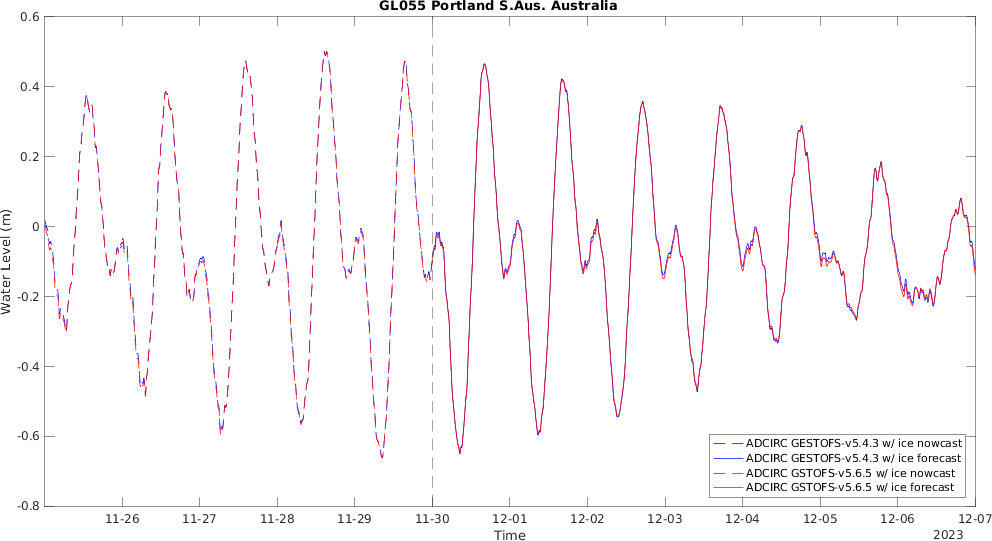 GL055 Portland S.Aus. Australia
0.6
0.4
0.2
0
-0.2
-0.4
-0.6
-0.8
Water Level (m)
ADCIRC GESTOFS-v5.4.3 w/ ice nowcast
ADCIRC GESTOFS-v5.4.3 w/ ice forecast
ADCIRC GSTOFS-v5.6.5 w/ ice nowcast
ADCIRC GSTOFS-v5.6.5 w/ ice forecast
11-26 11-27 11-28 11-29 11-30 12-01 12-02 12-03 12-04 12-05 12-06 12-07
Time
2023